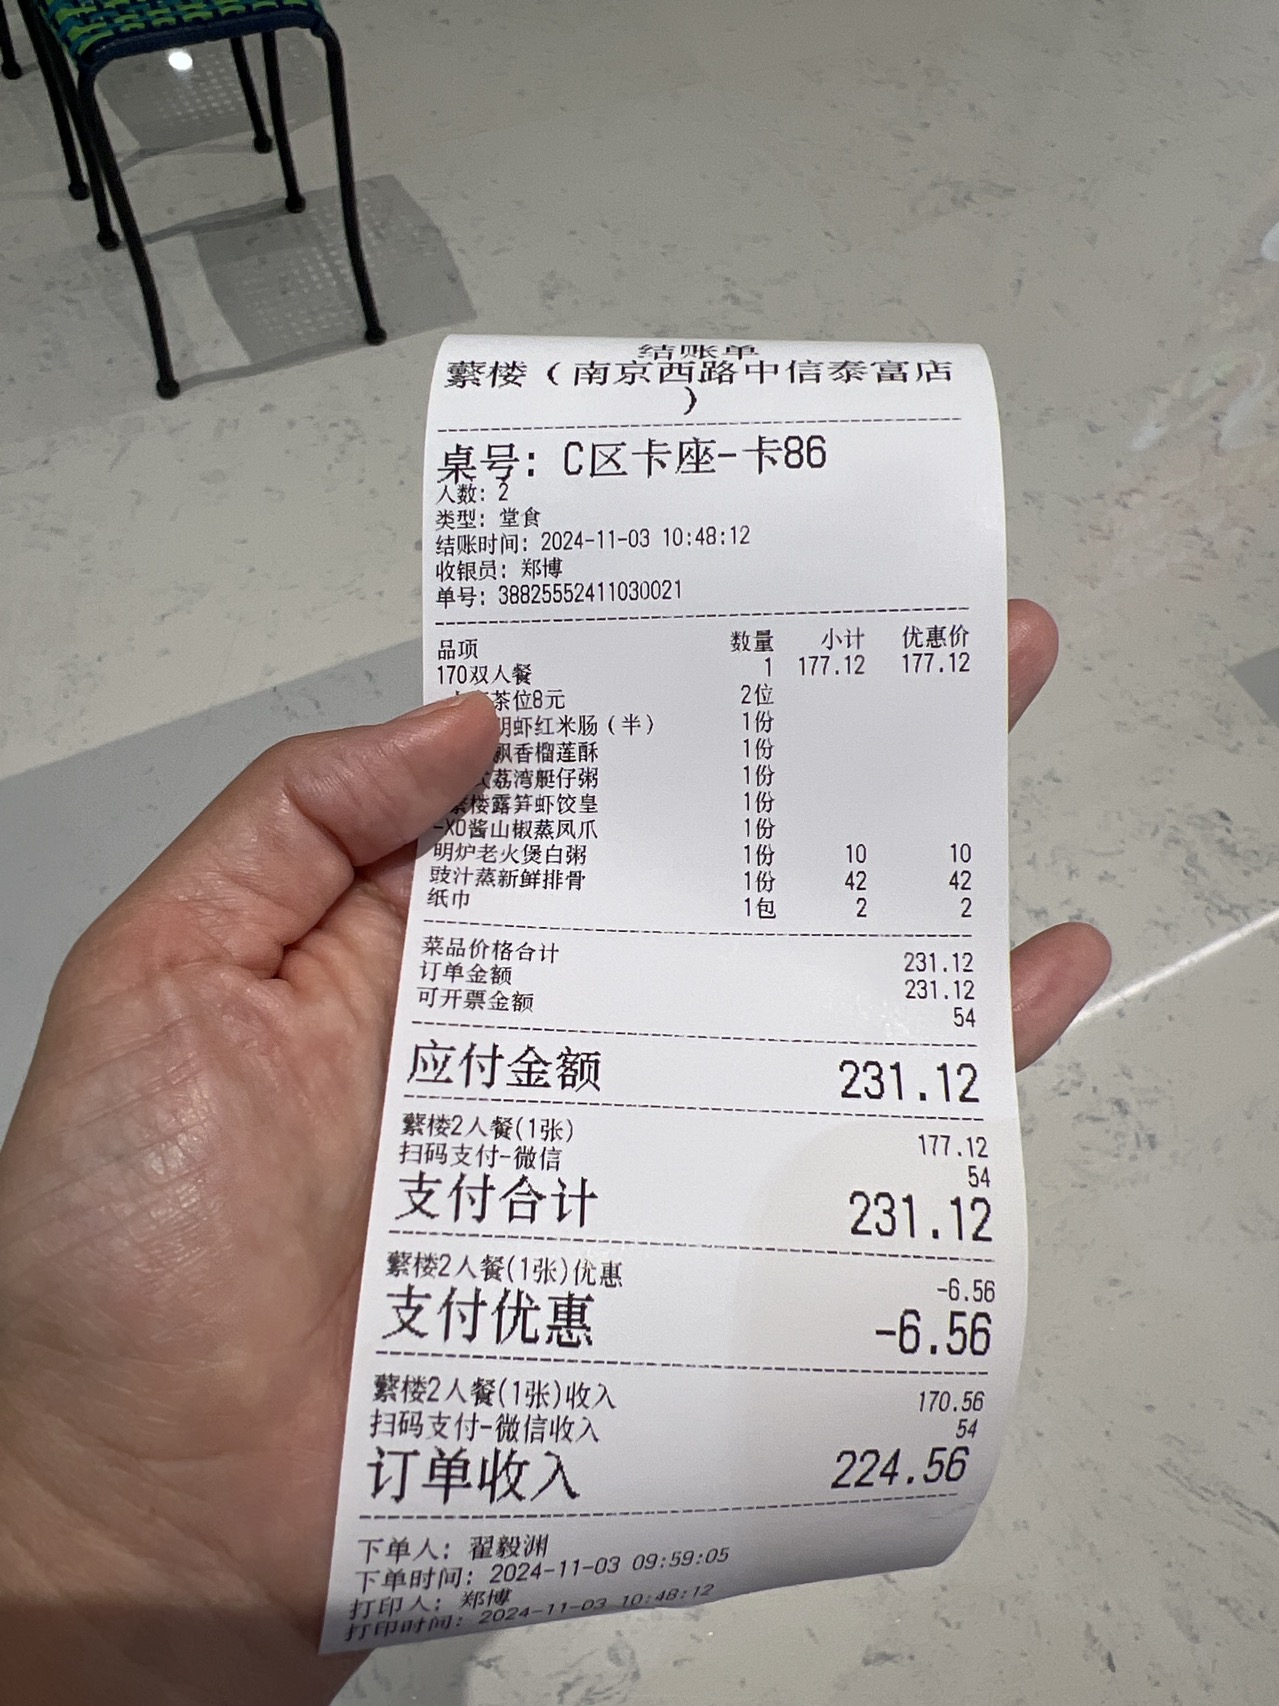 结账单
蘩楼（南京西路中信泰富店
）
桌号: C区卡座-卡86
人数: 2
类型: 堂食
结账时间: 2024-11-03 10:48:12
收银员: 郑博
单号: 38825552411030021
品项 数量 小计 优惠价
170双人餐 1 177.12 177.12
茶位8元 2位
明虾红米肠（半） 1份
飘香榴莲酥 1份
荔湾艇仔粥 1份
蘩楼露笋虾饺皇 1份
-XO酱山椒蒸凤爪 1份
明炉老火煲白粥 1份 10 10
豉汁蒸新鲜排骨 1份 42 42
纸巾 1包 2 2
菜品价格合计 231.12
订单金额 231.12
可开票金额 54
应付金额 231.12
蘩楼2人餐(1张) 177.12
扫码支付-微信 54
支付合计 231.12
蘩楼2人餐(1张)优惠 -6.56
支付优惠 -6.56
蘩楼2人餐(1张)收入 170.56
扫码支付-微信收入 54
订单收入 224.56
下单人: 翟毅渊
下单时间: 2024-11-03 09:59:05
打印人: 郑博
打印时间: 2024-11-03 10:48:12